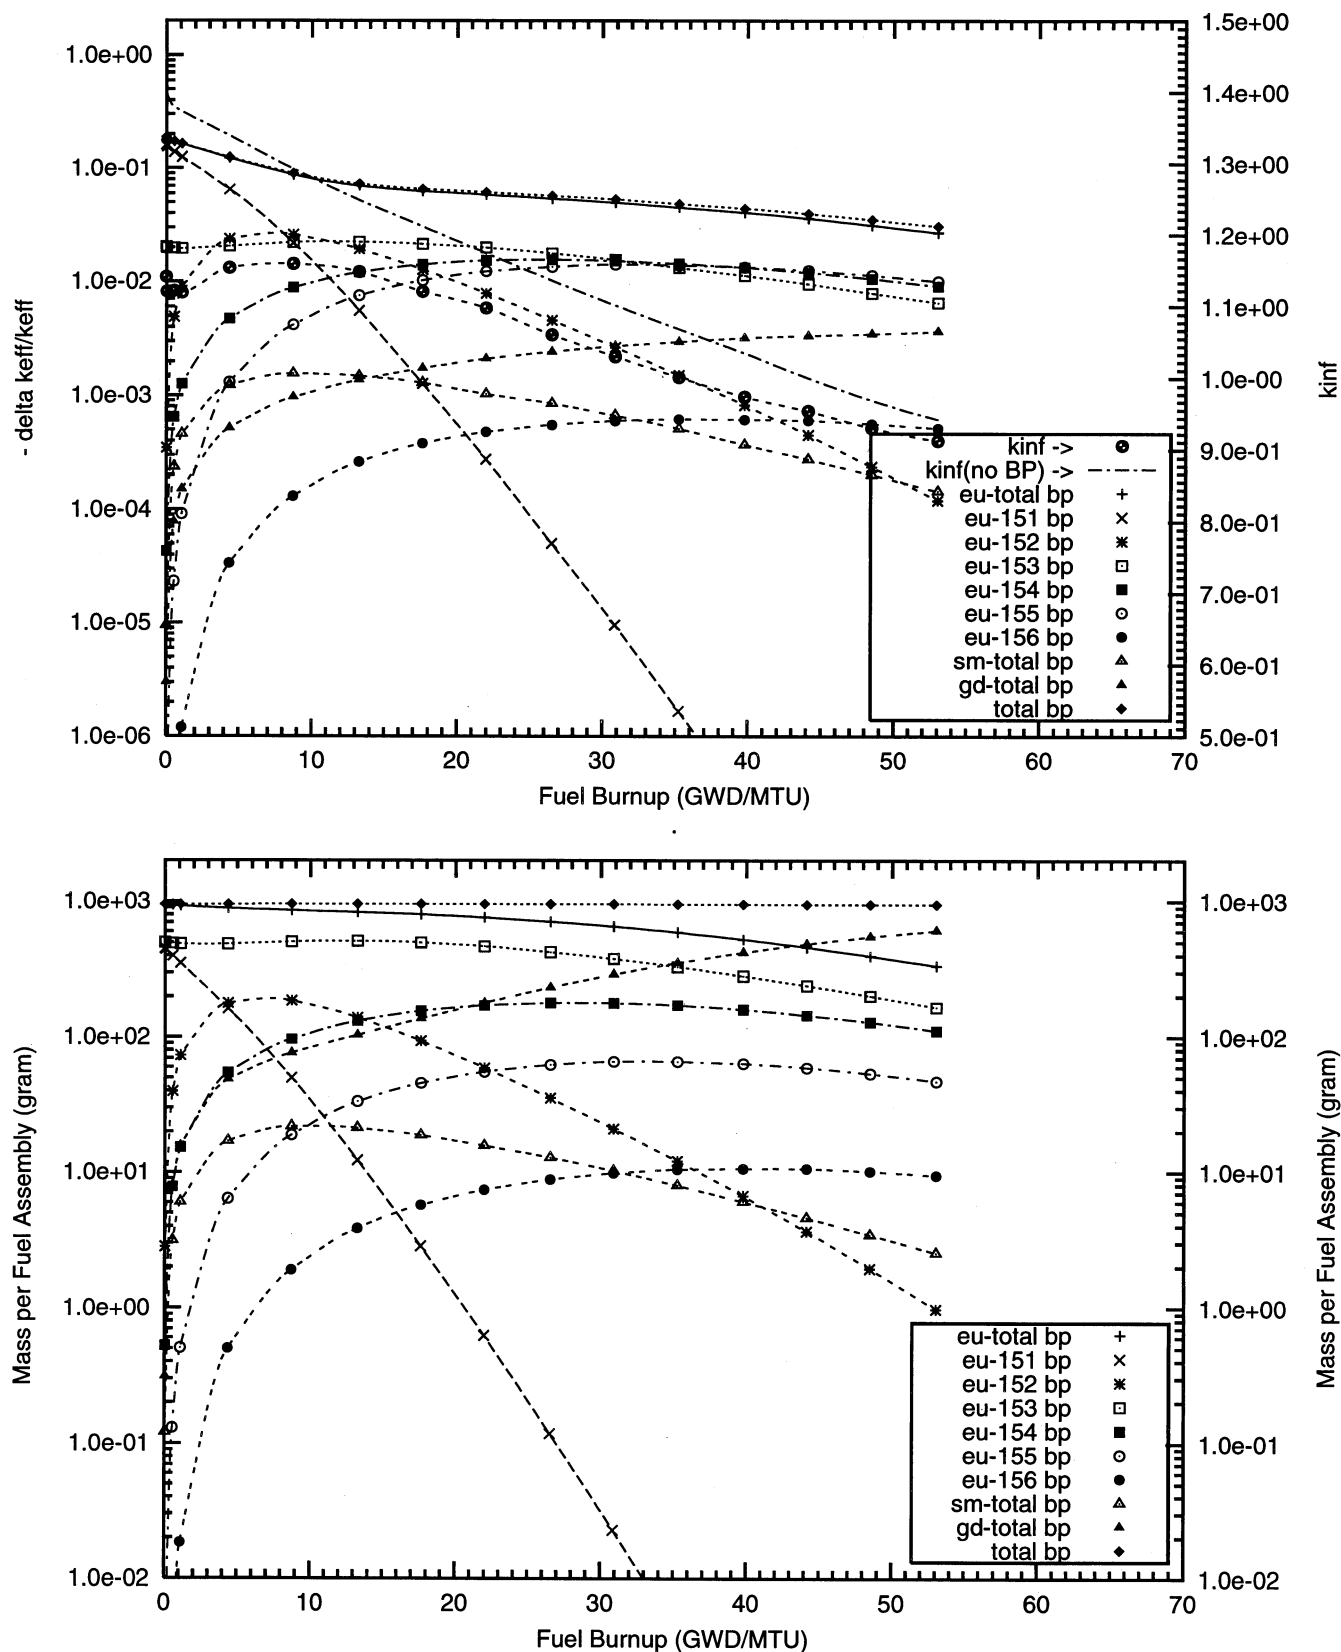 1.0e+00
1.0e-01
1.0e-02
1.0e-03
1.0e-04
1.0e-05
1.0e-06
- delta keff/keff
1.5e+00
1.4e+00
1.3e+00
1.2e+00
1.1e+00
1.0e-00
9.0e-01
8.0e-01
7.0e-01
6.0e-01
5.0e-01
kinf
kinf ->
kinf(no BP) ->
eu-total bp
eu-151 bp
eu-152 bp
eu-153 bp
eu-154 bp
eu-155 bp
eu-156 bp
sm-total bp
gd-total bp
total bp
0 10 20 30 40 50 60 70
Fuel Burnup (GWD/MTU)
1.0e+03
1.0e+02
1.0e+01
1.0e+00
1.0e-01
1.0e-02
Mass per Fuel Assembly (gram)
1.0e+03
1.0e+02
1.0e+01
1.0e+00
1.0e-01
1.0e-02
Mass per Fuel Assembly (gram)
eu-total bp
eu-151 bp
eu-152 bp
eu-153 bp
eu-154 bp
eu-155 bp
eu-156 bp
sm-total bp
gd-total bp
total bp
0 10 20 30 40 50 60 70
Fuel Burnup (GWD/MTU)